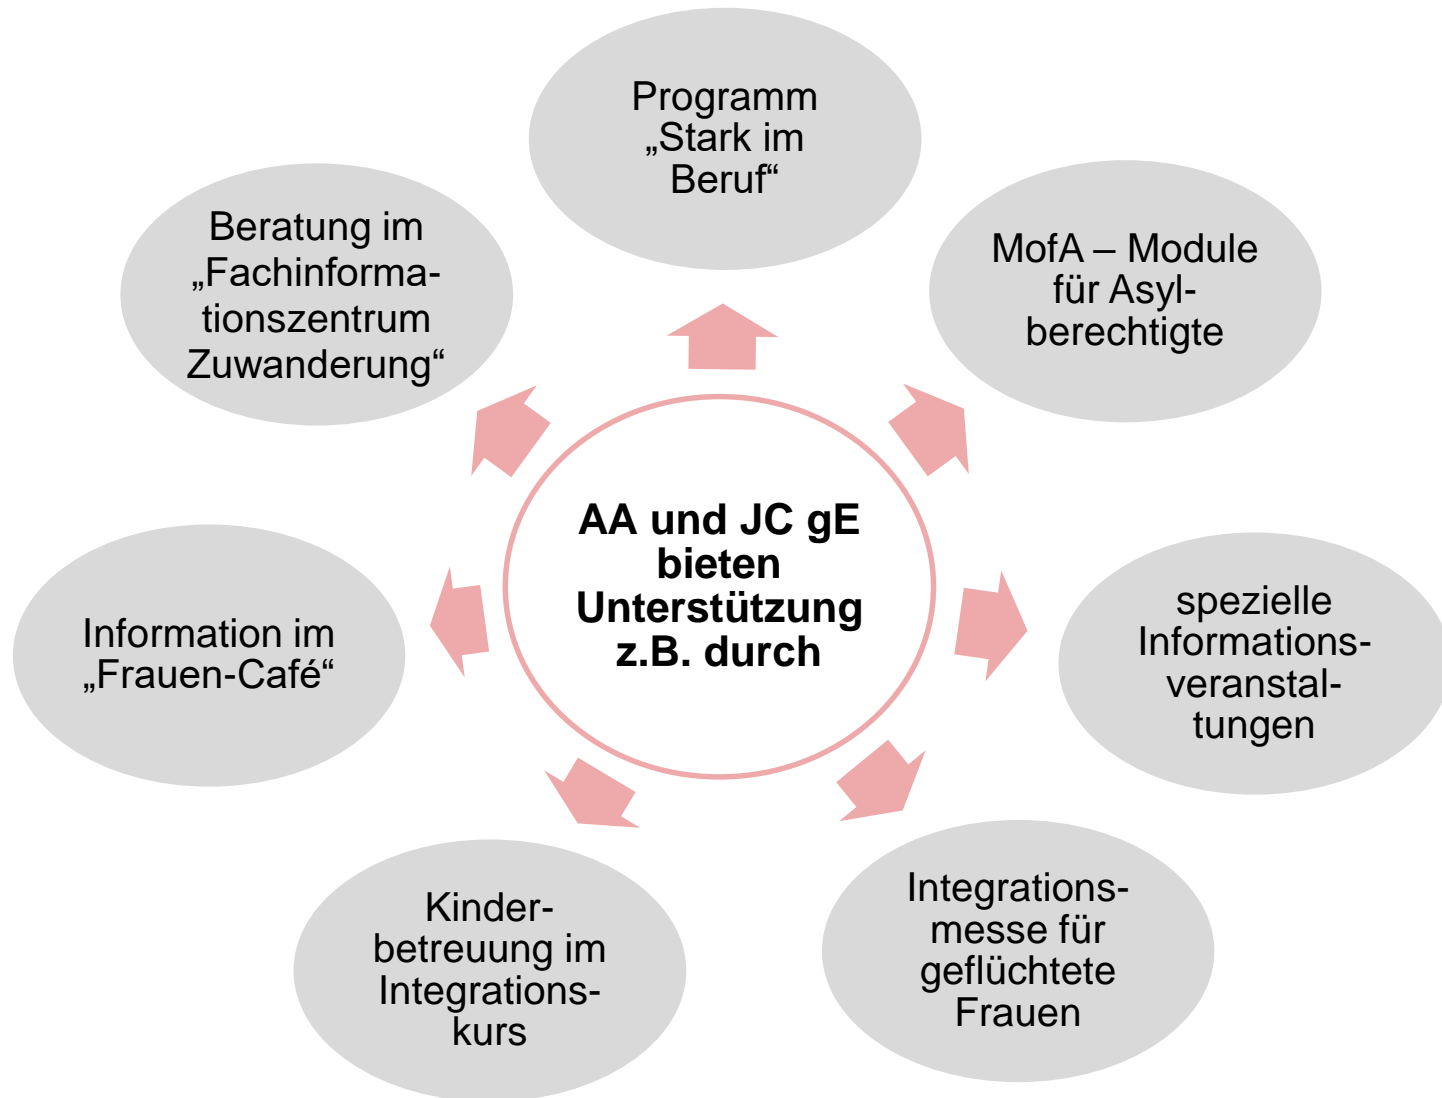 Programm
„Stark im
Beruf“
MofA – Module
für Asyl-
berechtigte
spezielle
Informations-
veranstal-
tungen
Integrations-
messe für
geflüchtete
Frauen
Kinder-
betreuung im
Integrations-
kurs
Information im
„Frauen-Café“
Beratung im
„Fachinforma-
tionszentrum
Zuwanderung“
AA und JC gE
bieten
Unterstützung
z.B. durch